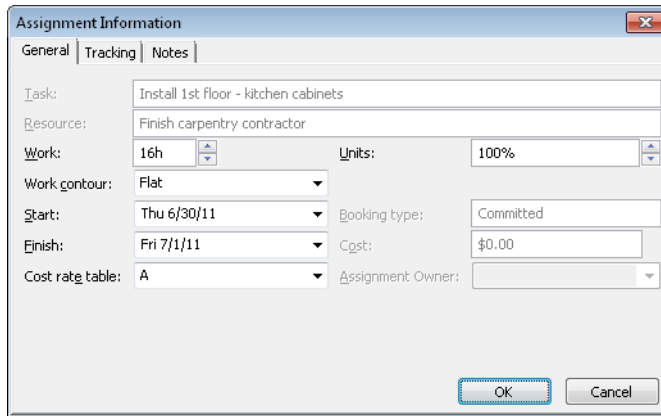 Assignment Information
General Tracking Notes
Task: Install 1st floor - kitchen cabinets
Resource: Finish carpentry contractor
Work: 16h Units: 100%
Work contour: Flat
Start: Thu 6/30/11 Booking type: Committed
Finish: Fri 7/1/11 Cost: $0.00
Cost rate table: A Assignment Owner:
OK Cancel